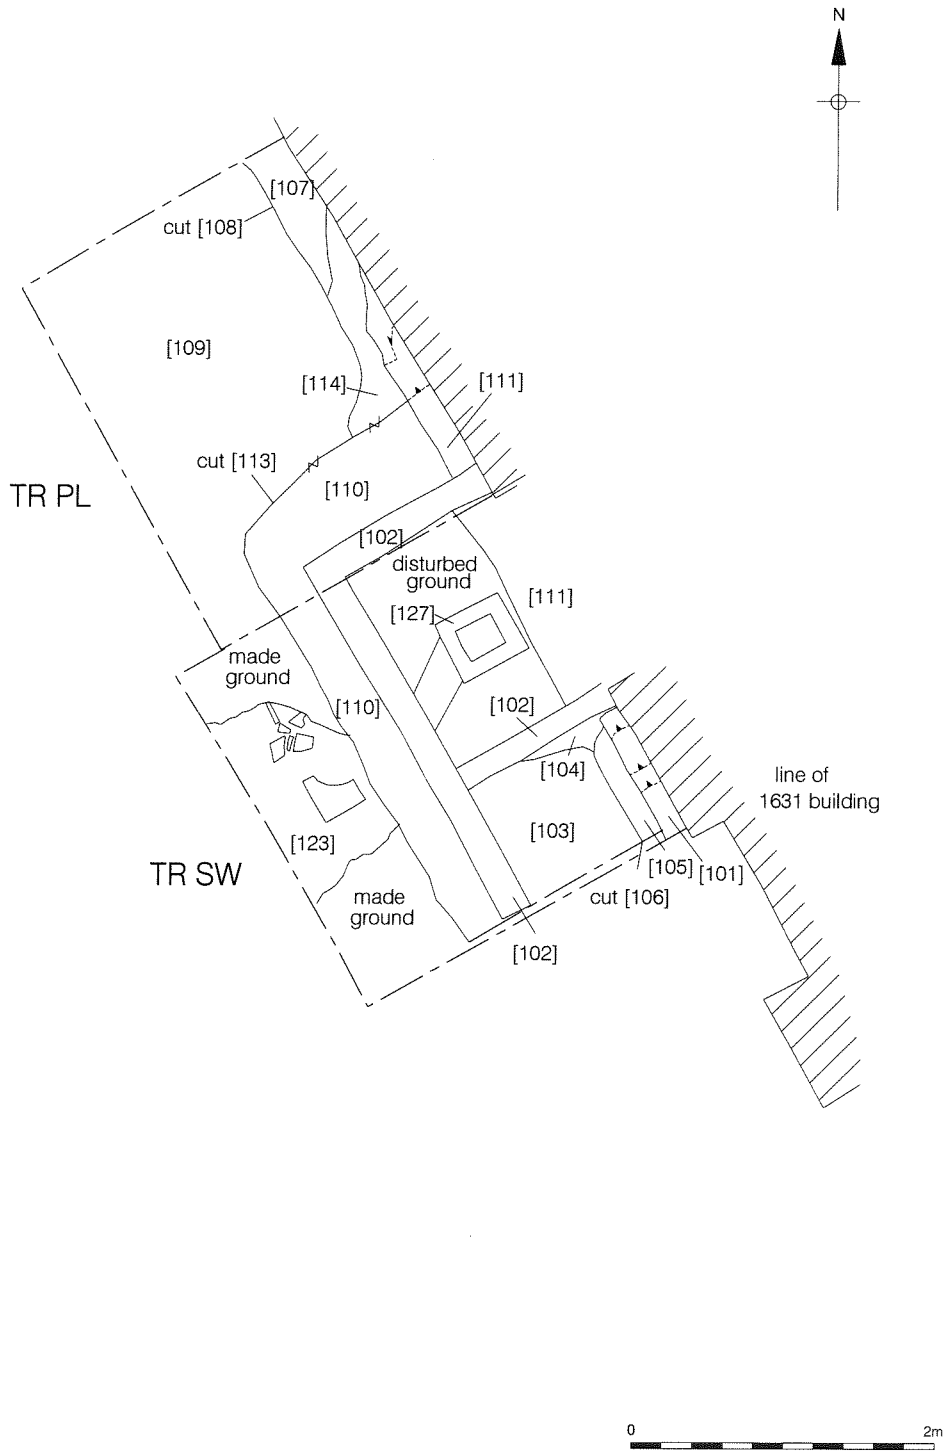 N
[107]
cut [108]
[109]
[114]
[111]
cut [113]
[110]
TR PL
[102]
disturbed
ground
[127]
[111]
made
ground
[110]
[102]
[104]
line of
1631 building
[103]
[123]
TR SW
[105]
[101]
cut [106]
made
ground
[102]
0
2m